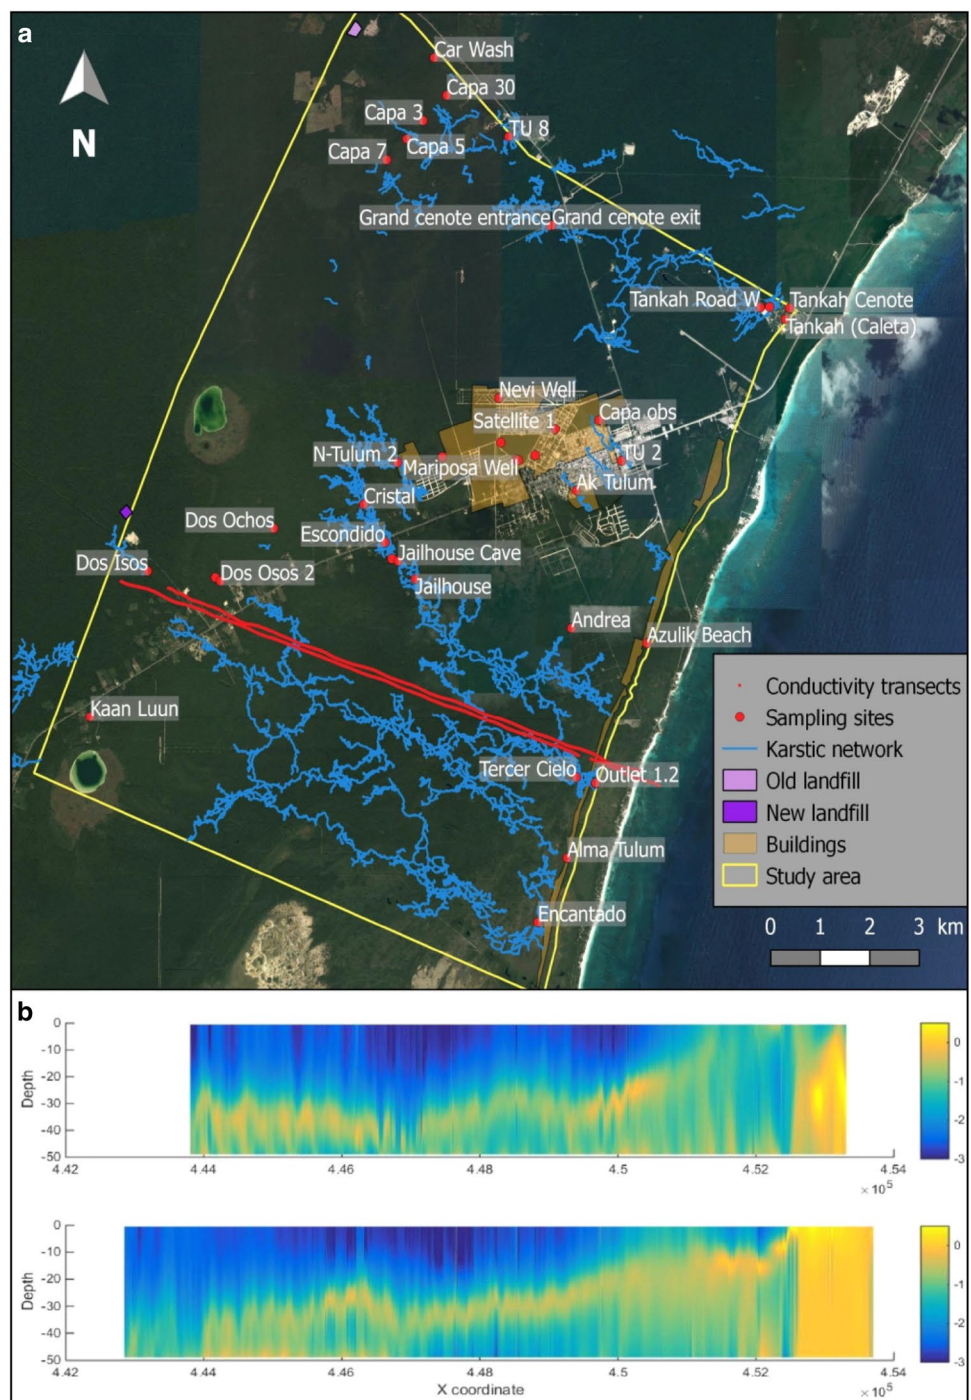 a
N
Car Wash
Capa 30
Capa 3
TU 8
Capa 5
Capa 7
Grand cenote entrance
Grand cenote exit
Tankah Road W
Tankah Cenote
Tankah (Caleta)
Nevi Well
Capa obs
Satellite 1
N-Tulum 2
TU 2
Mariposa Well
Ak Tulum
Cristal
Dos Ochos
Escondido
Jailhouse Cave
Dos Isos
Dos Osos 2
Jailhouse
Andrea
Azulik Beach
Kaan Luun
Tercer Cielo
Outlet 1.2
Alma Tulum
Encantado
Conductivity transects
Sampling sites
Karstic network
Old landfill
New landfill
Buildings
Study area
0 1 2 3 km
b
Depth
0
-10
-20
-30
-40
-50
4.42 4.44 4.46 4.48 4.5 4.52 4.54
×10⁵
0
-1
-2
-3
Depth
0
-10
-20
-30
-40
-50
4.42 4.44 4.46 4.48 4.5 4.52 4.54
X coordinate
×10⁵
0
-1
-2
-3